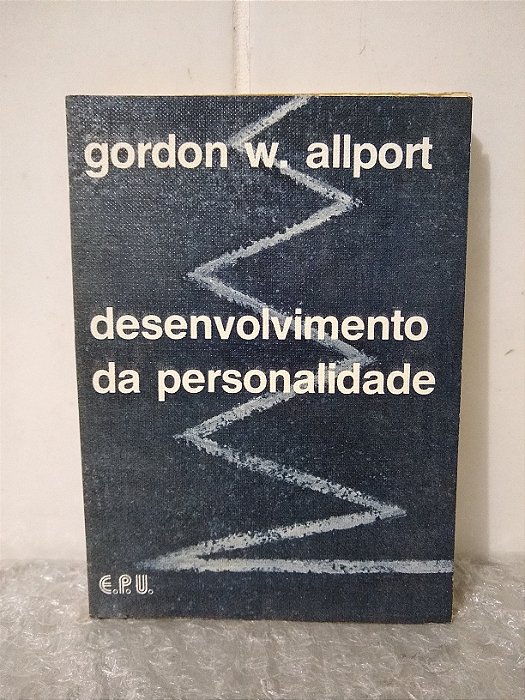 gordon w. allport
desenvolvimento
da personalidade
E.P.U.